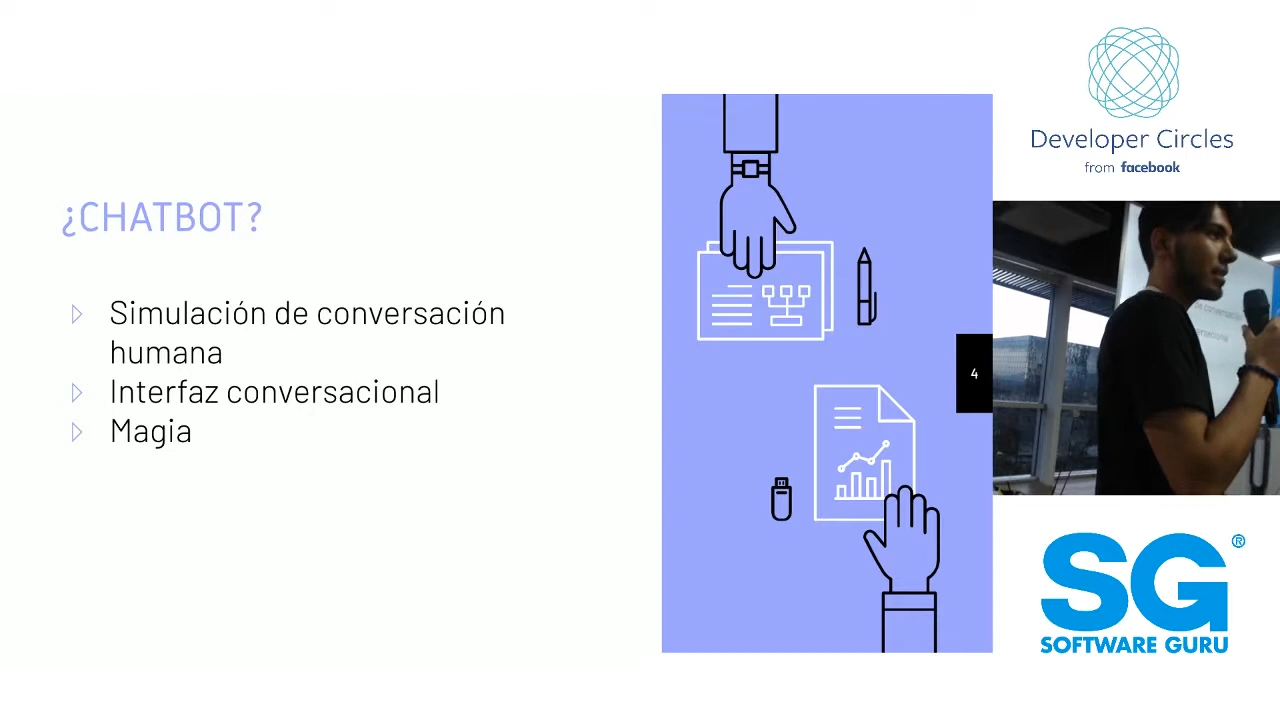 ¿CHATBOT?
Simulación de conversación
humana
Interfaz conversacional
Magia
4
Developer Circles
from facebook
SG®
SOFTWARE GURU